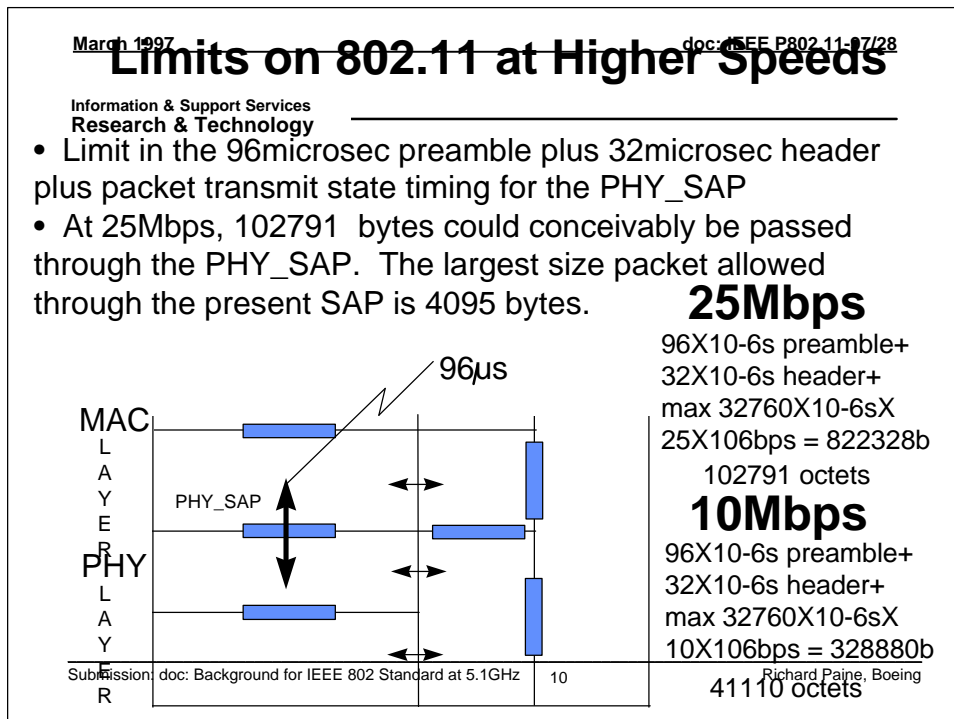 March 1997 doc: IEEE P802.11-97/28
Limits on 802.11 at Higher Speeds
Information & Support Services
Research & Technology
• Limit in the 96microsec preamble plus 32microsec header
plus packet transmit state timing for the PHY_SAP
• At 25Mbps, 102791 bytes could conceivably be passed
through the PHY_SAP. The largest size packet allowed
through the present SAP is 4095 bytes.
25Mbps
96X10-6s preamble+
32X10-6s header+
max 32760X10-6sX
25X106bps = 822328b
102791 octets
10Mbps
96X10-6s preamble+
32X10-6s header+
max 32760X10-6sX
10X106bps = 328880b
41110 octets
96µs
MAC
L
A
Y
E
R
PHY_SAP
PHY
L
A
Y
E
R
Submission: doc: Background for IEEE 802 Standard at 5.1GHz 10 Richard Paine, Boeing